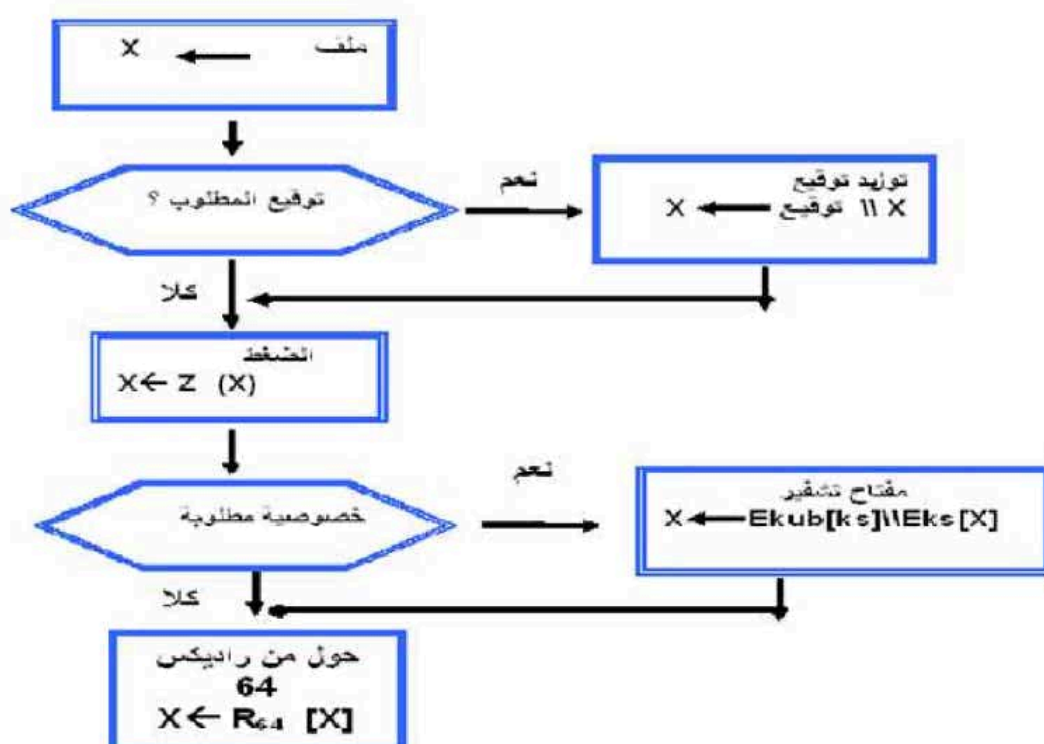 ملف ← X
توقيع المطلوب ؟
نعم
توزيد توقيع
X \\ توقيع ← X
كلا
الضغط
X ← Z (X)
خصوصية مطلوبة
نعم
مفتاح تشفير
X ← Ekub[ks]\\Eks[X]
كلا
حول من راديكس
64
X ← R64 [X]